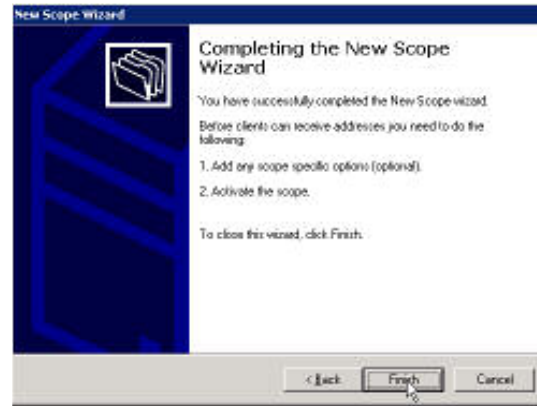 New Scope Wizard
Completing the New Scope
Wizard
You have successfully completed the New Scope wizard.
Before clients can receive addresses you need to do the
following:
1. Add any scope specific options (optional).
2. Activate the scope.
To close this wizard, click Finish.
< Back
Finish
Cancel